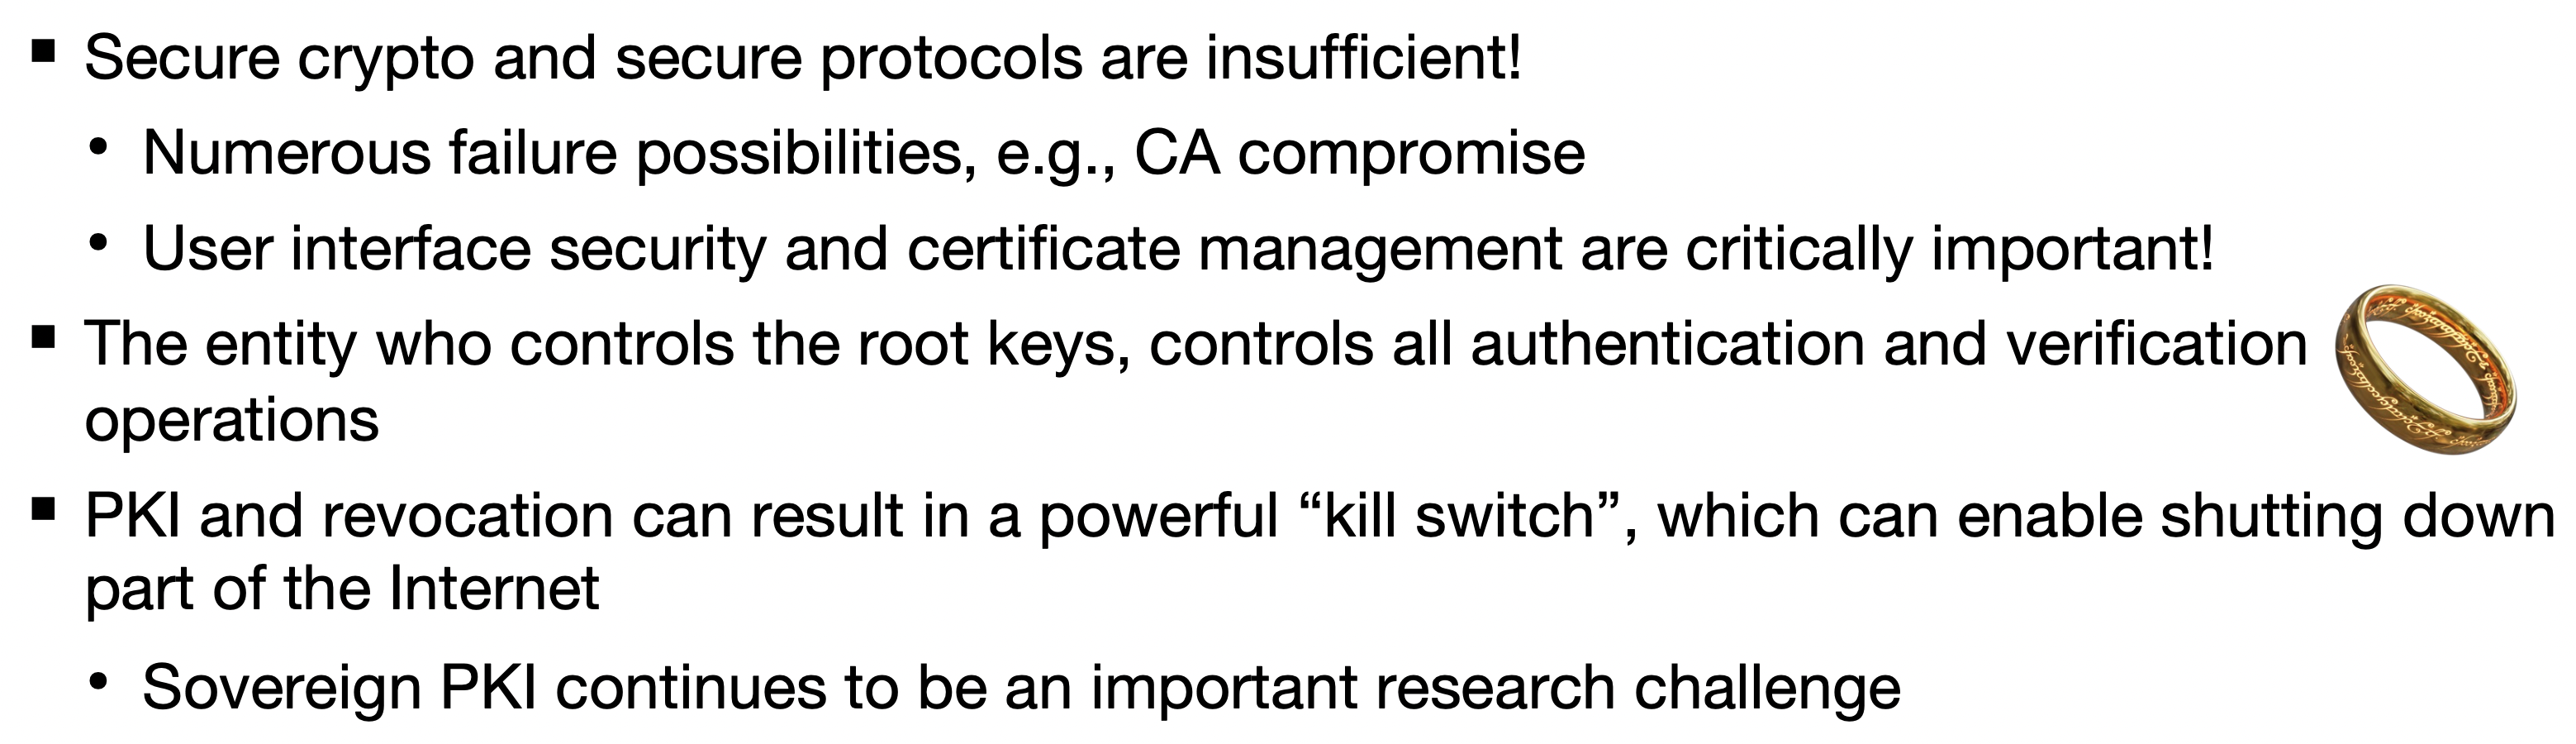 ▪ Secure crypto and secure protocols are insufficient!
• Numerous failure possibilities, e.g., CA compromise
• User interface security and certificate management are critically important!
▪ The entity who controls the root keys, controls all authentication and verification
operations
▪ PKI and revocation can result in a powerful “kill switch”, which can enable shutting down
part of the Internet
• Sovereign PKI continues to be an important research challenge